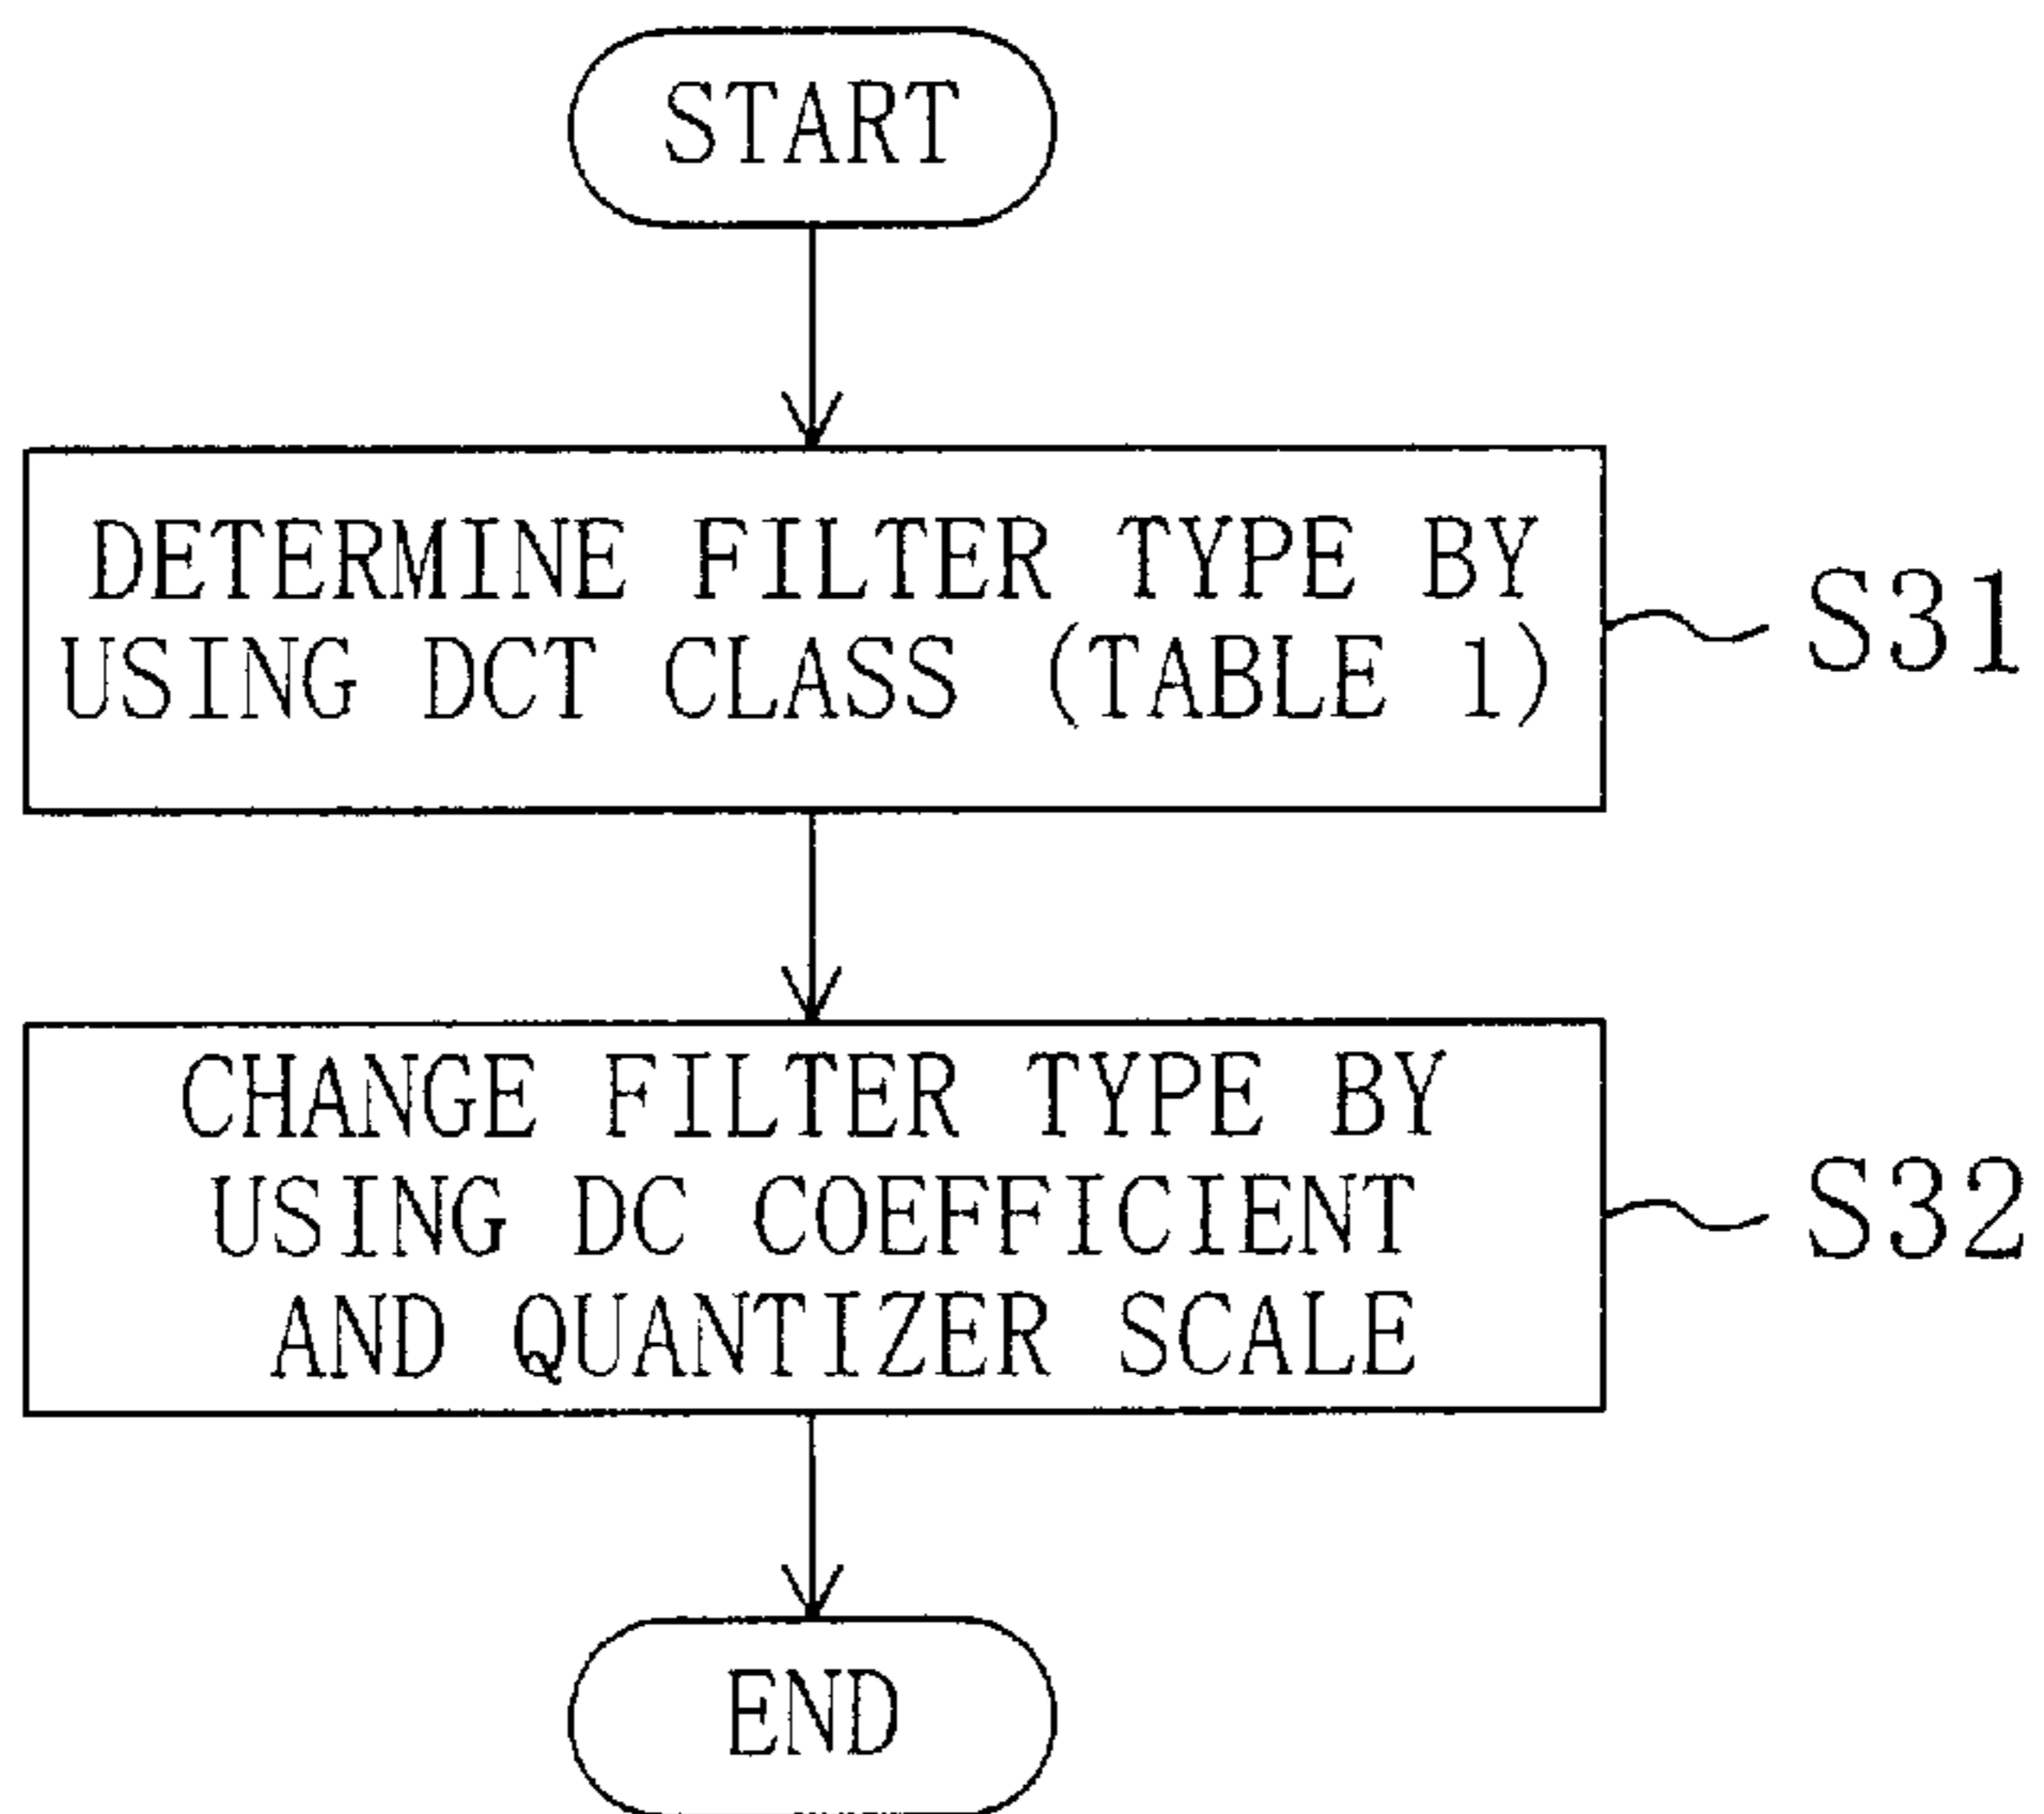 START
DETERMINE FILTER TYPE BY
USING DCT CLASS (TABLE 1)
S31
CHANGE FILTER TYPE BY
USING DC COEFFICIENT
AND QUANTIZER SCALE
S32
END